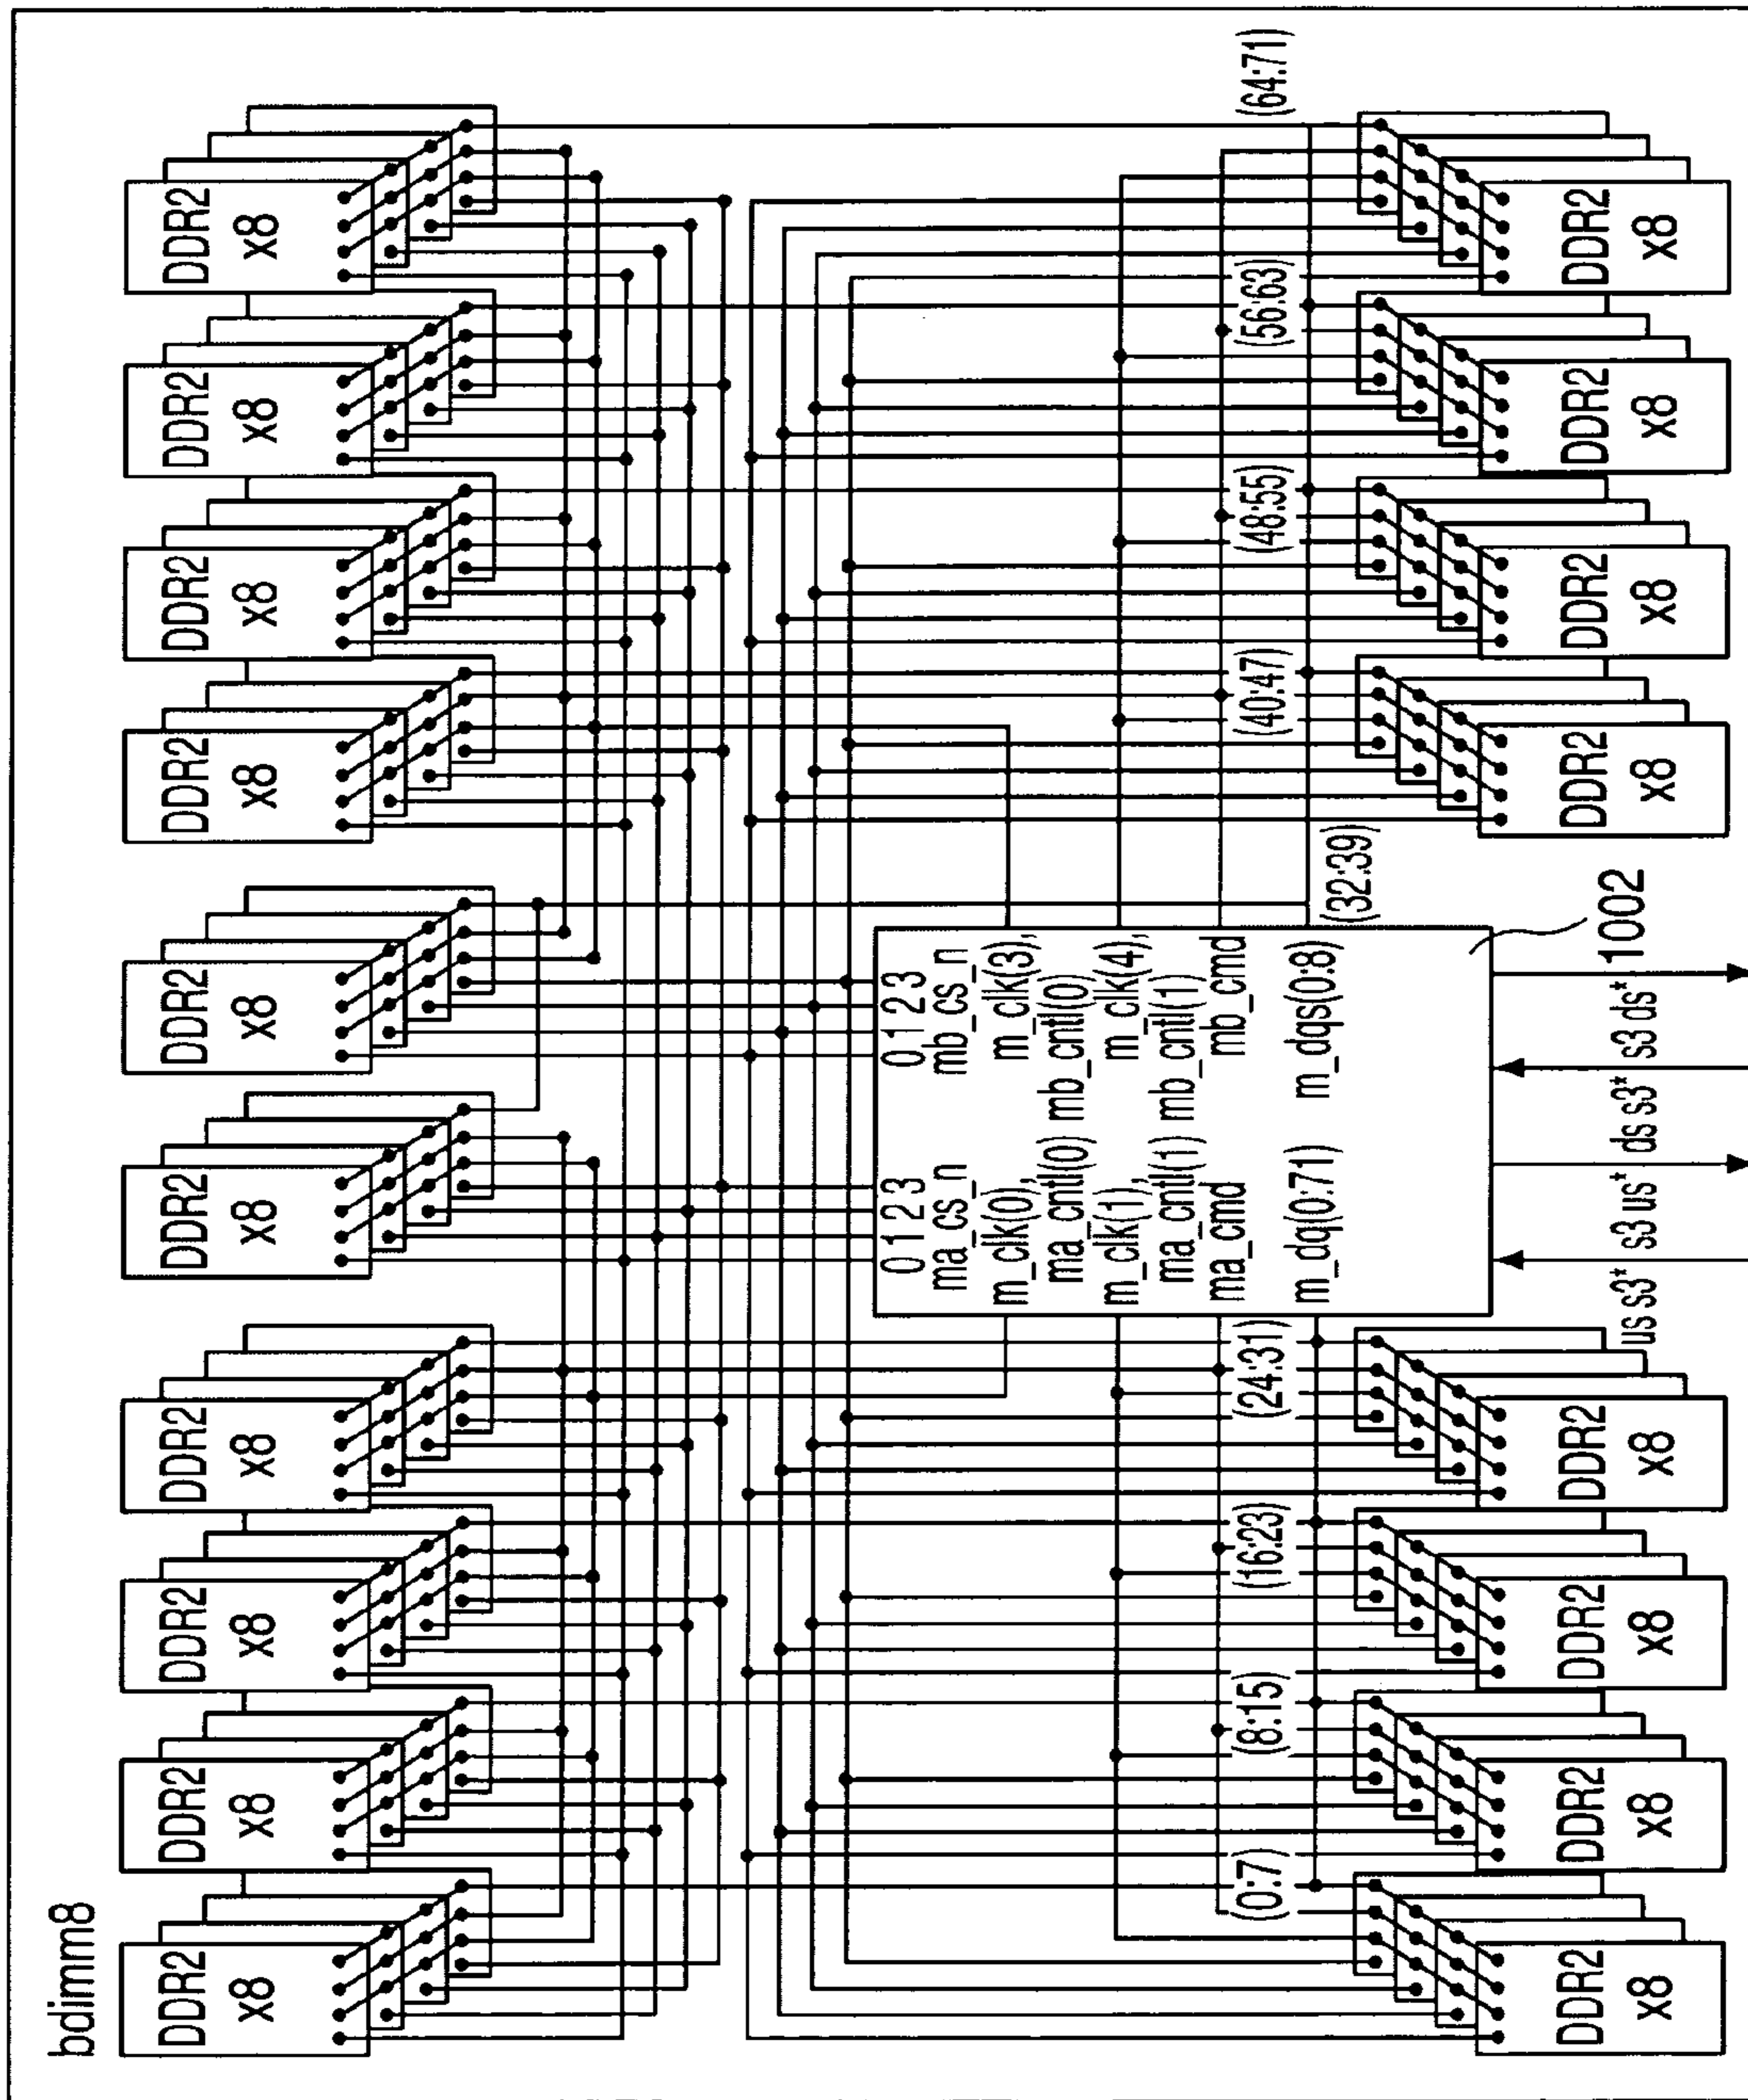 bdimm8
DDR2
x8
DDR2
x8
DDR2
x8
DDR2
x8
DDR2
x8
DDR2
x8
DDR2
x8
DDR2
x8
DDR2
x8
DDR2
x8
0 1 2 3
ma_cs_n
0 1 2 3
mb_cs_n
m_clk(0),
ma_cntl(0)
m_clk(3),
mb_cntl(0)
m_clk(1),
ma_cntl(1)
m_clk(4),
mb_cntl(1)
ma_cmd
mb_cmd
m_dq(0:71)
m_dqs(0:8)
(0:7)
(8:15)
(16:23)
(24:31)
(32:39)
(40:47)
(48:55)
(56:63)
(64:71)
DDR2
x8
DDR2
x8
DDR2
x8
DDR2
x8
DDR2
x8
DDR2
x8
DDR2
x8
DDR2
x8
us s3*
s3 us*
ds s3*
s3 ds*
1002